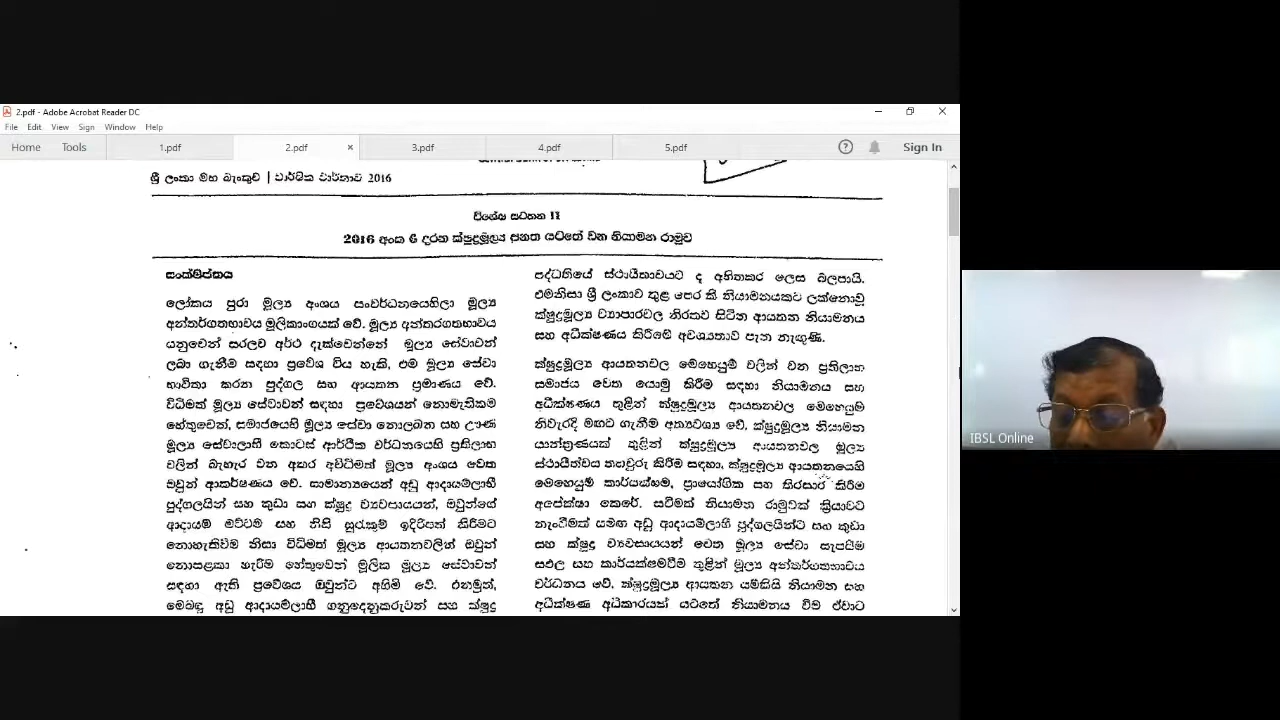 2.pdf - Adobe Acrobat Reader DC
File Edit View Sign Window Help
Home Tools 1.pdf 2.pdf × 3.pdf 4.pdf 5.pdf Sign In
ශ්‍රී ලංකා මහ බැංකුව | වාර්ෂික වාර්තාව 2016
විශේෂ සටහන 11
2016 අංක 6 දරන ක්ෂුද්‍රමූල්‍ය පනත යටතේ වන නියාමන රාමුව
සංක්ෂිප්තය
ලෝකය පුරා මූල්‍ය අංශය සංවර්ධනයෙහිලා මූල්‍ය
අන්තර්ගතභාවය මූලිකාංගයක් වේ. මූල්‍ය අන්තර්ගතභාවය
යනුවෙන් සරලව අර්ථ දැක්වෙන්නේ මූල්‍ය සේවාවන්
ලබා ගැනීම සඳහා ප්‍රවේශ විය හැකි, එම මූල්‍ය සේවා
භාවිතා කරන පුද්ගල සහ ආයතන ප්‍රමාණය වේ.
විධිමත් මූල්‍ය සේවාවන් සඳහා ප්‍රවේශයන් නොමැතිකම
හේතුවෙන්, සමාජයෙහි මූල්‍ය සේවා නොලබන සහ ඌණ
මූල්‍ය සේවාලාභී කොටස් ආර්ථික වර්ධනයෙහි ප්‍රතිලාභ
වලින් බැහැර වන අතර අවිධිමත් මූල්‍ය අංශය වෙත
ඔවුන් ආකර්ෂණය වේ. සාමාන්‍යයෙන් අඩු ආදායම්ලාභී
පුද්ගලයින් සහ කුඩා සහ ක්ෂුද්‍ර ව්‍යවසායයන්, ඔවුන්ගේ
ආදායම් මට්ටම සහ නිසි සුරැකුම් ඉදිරිපත් කිරීමට
නොහැකිවීම නිසා විධිමත් මූල්‍ය ආයතනවලින් ඔවුන්
නොසළකා හැරීම හේතුවෙන් මූලික මූල්‍ය සේවාවන්
සඳහා ඇති ප්‍රවේශය ඔවුන්ට අහිමි වේ. එනමුත්,
මෙබඳු අඩු ආදායම්ලාභී ගනුදෙනුකරුවන් සහ ක්ෂුද්‍ර
පද්ධතියේ ස්ථායීතාවයට ද අහිතකර ලෙස බලපායි.
එමනිසා ශ්‍රී ලංකාව තුළ පෙර කී නියාමනයකට ලක්නොවූ
ක්ෂුද්‍රමූල්‍ය ව්‍යාපාරවල නිරතව සිටින ආයතන නියාමනය
සහ අධීක්ෂණය කිරීමේ අවශ්‍යතාව පැන නැඟුණි.
ක්ෂුද්‍රමූල්‍ය ආයතනවල මෙහෙයුම් වලින් වන ප්‍රතිලාභ
සමාජය වෙත යොමු කිරීම සඳහා නියාමනය සහ
අධීක්ෂණය තුළින් ක්ෂුද්‍රමූල්‍ය ආයතනවල මෙහෙයුම්
නිවැරදි මඟට ගැනීම අත්‍යවශ්‍ය වේ. ක්ෂුද්‍රමූල්‍ය නියාමන
යාන්ත්‍රණයක් තුළින් ක්ෂුද්‍රමූල්‍ය ආයතනවල මූල්‍ය
ස්ථායීත්වය තහවුරු කිරීම සඳහා, ක්ෂුද්‍රමූල්‍ය ආයතනයෙහි
මෙහෙයුම් කාර්යක්ෂම, ප්‍රායෝගික සහ තිරසාර කිරීම
අපේක්ෂා කෙරේ. සවිමත් නියාමන රාමුවක් ක්‍රියාවට
නැංවීමත් සමඟ අඩු ආදායම්ලාභී පුද්ගලයින්ට සහ කුඩා
සහ ක්ෂුද්‍ර ව්‍යවසායයන් වෙත මූල්‍ය සේවා සැපයීම්
සඵල සහ කාර්යක්ෂමවීම තුළින් මූල්‍ය අන්තර්ගතභාවය
වර්ධනය වේ. ක්ෂුද්‍රමූල්‍ය ආයතන යම්කිසි නියාමන සහ
අධීක්ෂණ අධිකාරයක් යටතේ නියාමනය වීම ඒවාට
IBSL Online